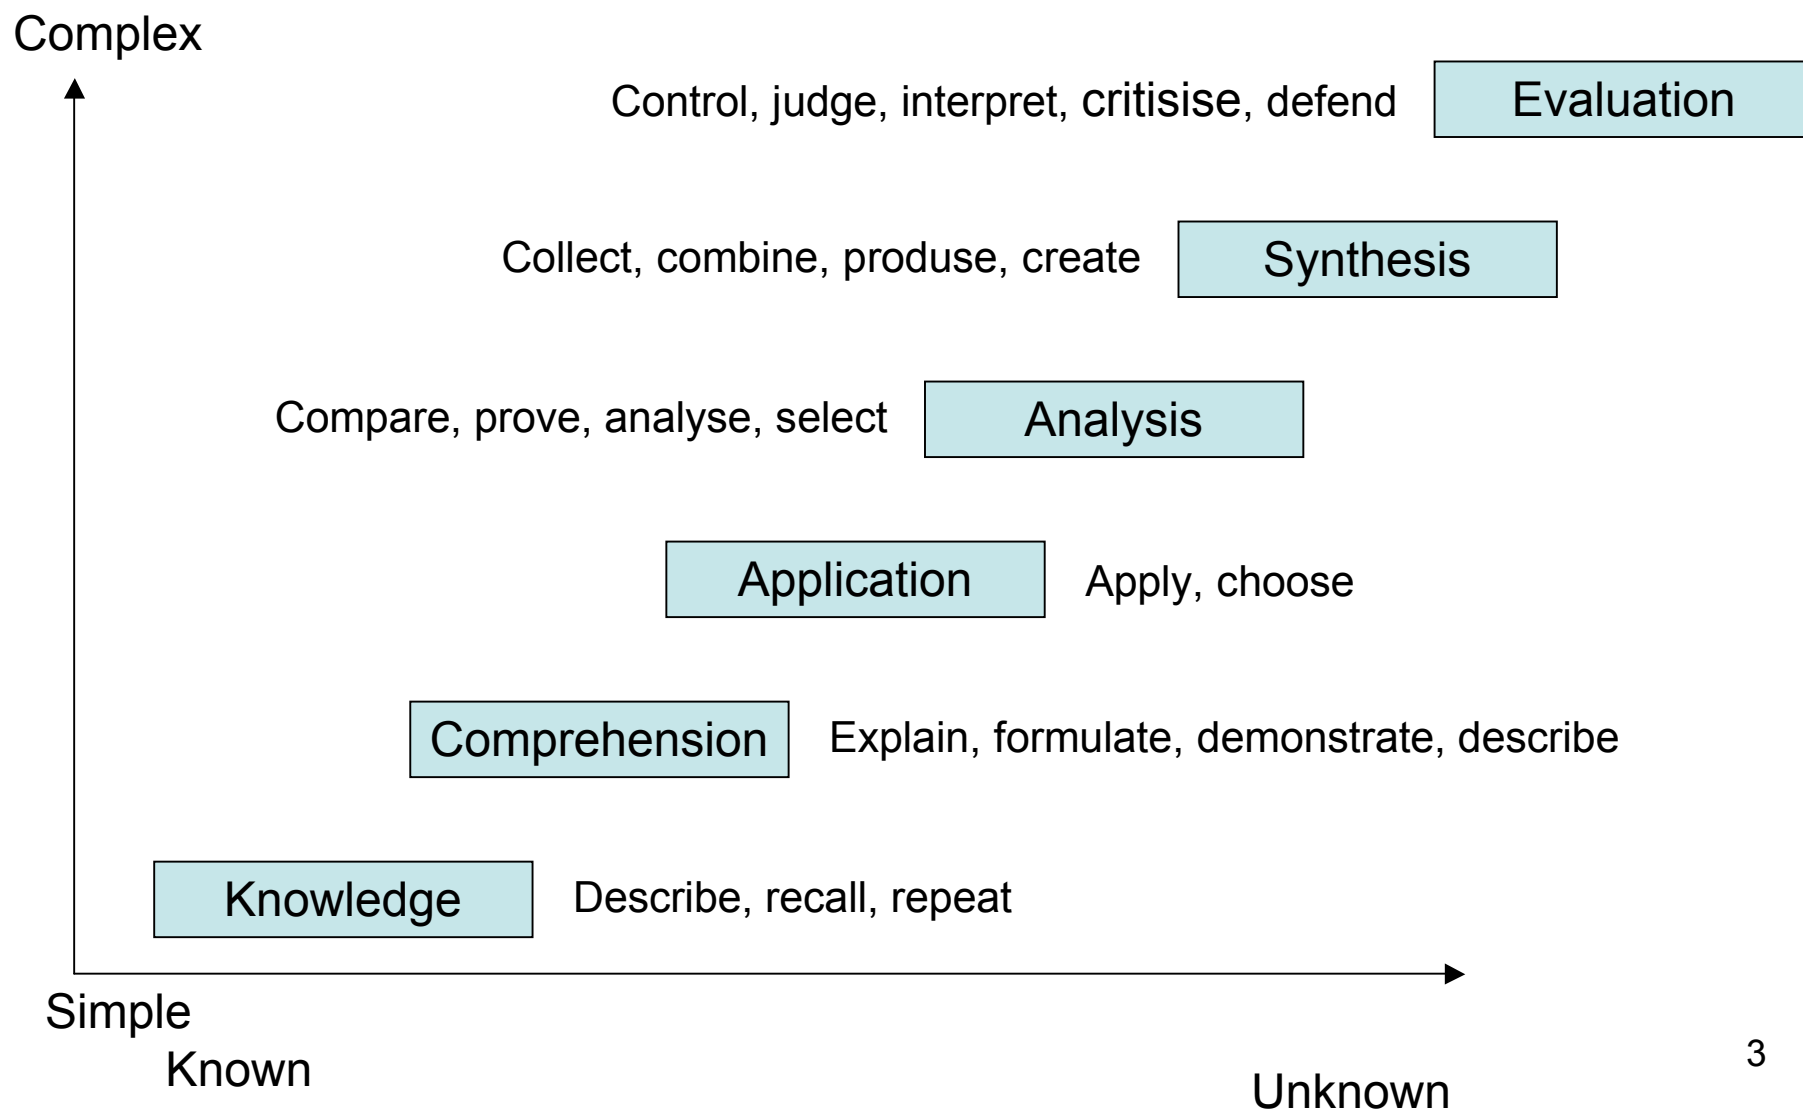 Complex
Control, judge, interpret, critisise, defend Evaluation
Collect, combine, produse, create Synthesis
Compare, prove, analyse, select Analysis
Application Apply, choose
Comprehension Explain, formulate, demonstrate, describe
Knowledge Describe, recall, repeat
Simple
Known
Unknown
3